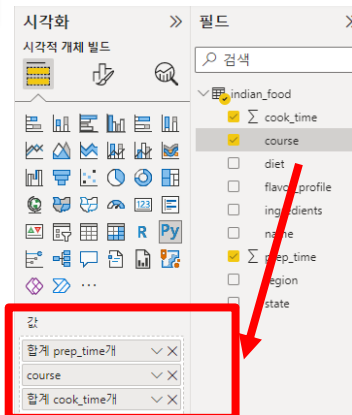 시각화
시각적 개체 빌드
123
R
Py
값
합계 prep_time개
course
합계 cook_time개
필드
검색
indian_food
∑ cook_time
course
diet
flavor_profile
ingredients
name
∑ prep_time
region
state